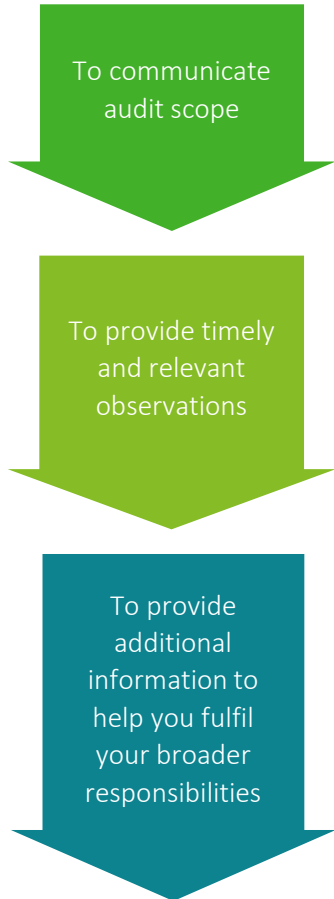 To communicate
audit scope
To provide timely
and relevant
observations
To provide
additional
information to
help you fulfil
your broader
responsibilities